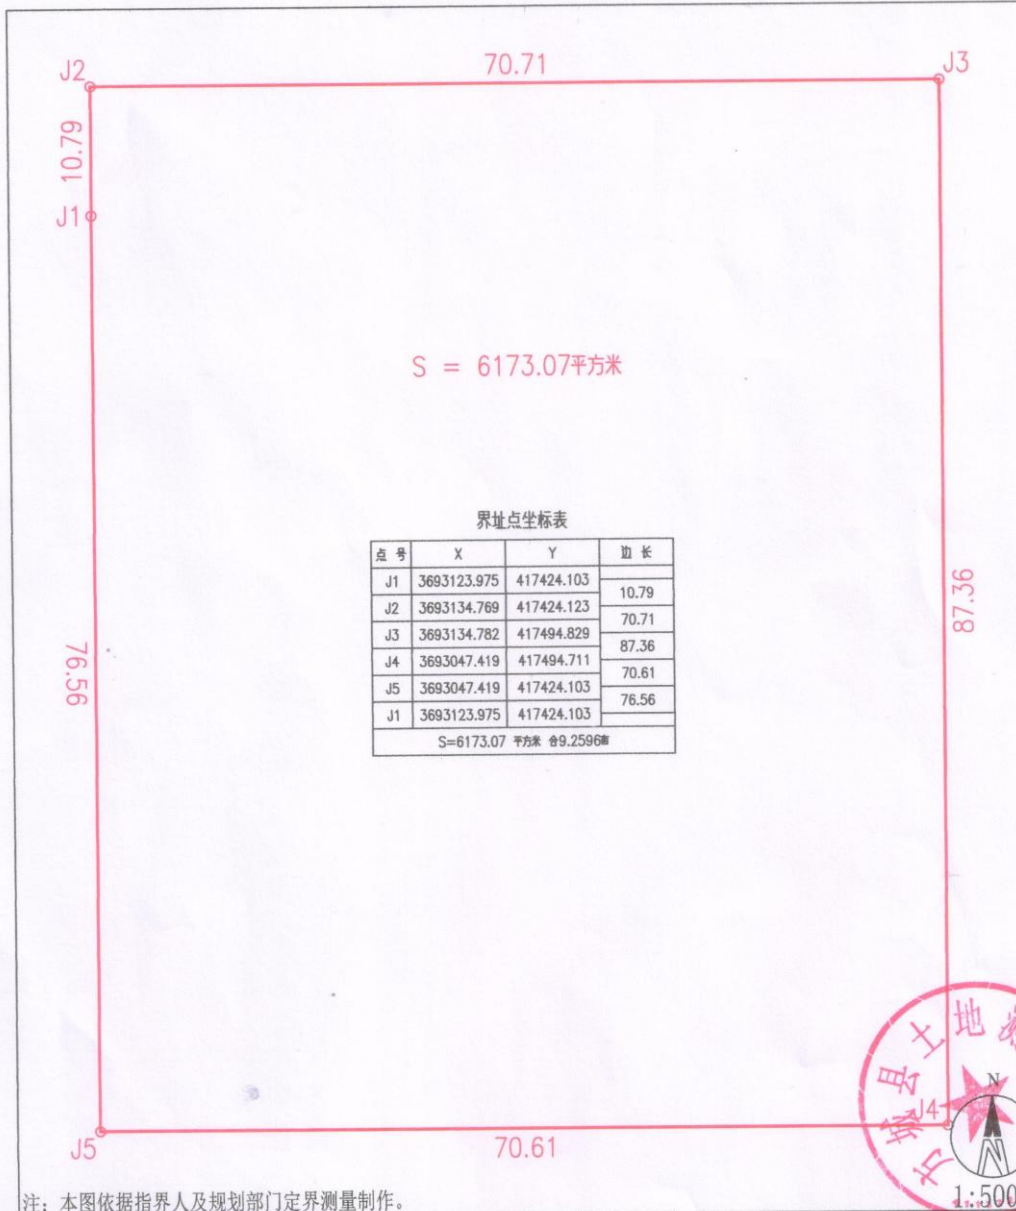 J2 70.71 J3
10.79
J1
S = 6173.07平方米
界址点坐标表
点 号 X Y 边 长
J1 3693123.975 417424.103
10.79
J2 3693134.769 417424.123
70.71
J3 3693134.782 417494.829
87.36
J4 3693047.419 417494.711
70.61
J5 3693047.419 417424.103
76.56
J1 3693123.975 417424.103
S=6173.07 平方米 合9.2596亩
87.36
76.56
方城县土地
N
J4
J5 70.61
1:500
注：本图依据指界人及规划部门定界测量制作。